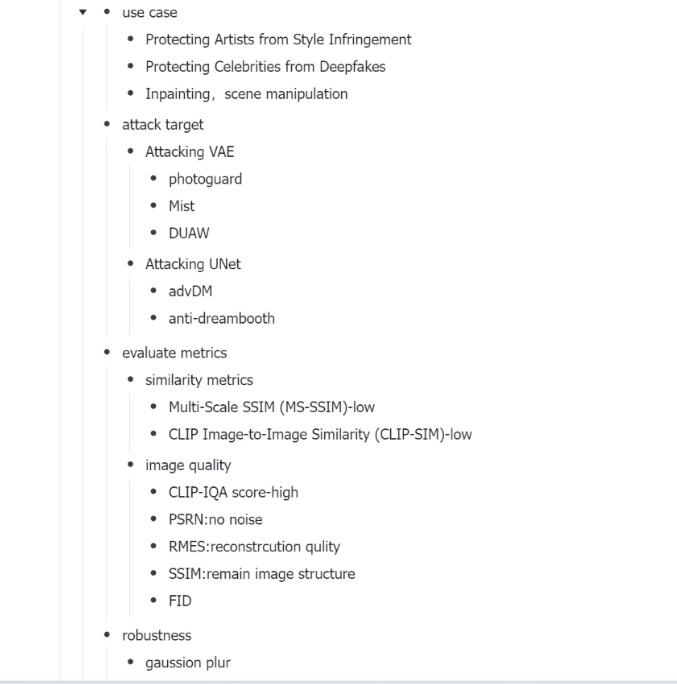 use case
Protecting Artists from Style Infringement
Protecting Celebrities from Deepfakes
Inpainting，scene manipulation
attack target
Attacking VAE
photoguard
Mist
DUAW
Attacking UNet
advDM
anti-dreambooth
evaluate metrics
similarity metrics
Multi-Scale SSIM (MS-SSIM)-low
CLIP Image-to-Image Similarity (CLIP-SIM)-low
image quality
CLIP-IQA score-high
PSRN:no noise
RMES:reconstrcution qulity
SSIM:remain image structure
FID
robustness
gaussion plur